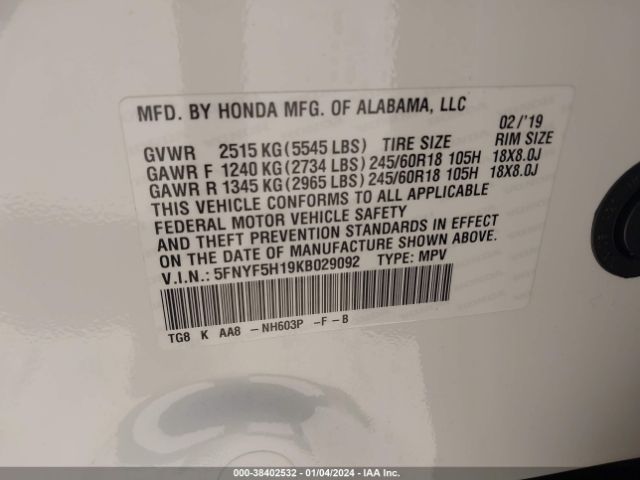 MFD. BY HONDA MFG. OF ALABAMA, LLC
02/'19
GVWR 2515 KG (5545 LBS) TIRE SIZE RIM SIZE
GAWR F 1240 KG (2734 LBS) 245/60R18 105H 18X8.0J
GAWR R 1345 KG (2965 LBS) 245/60R18 105H 18X8.0J
THIS VEHICLE CONFORMS TO ALL APPLICABLE
FEDERAL MOTOR VEHICLE SAFETY
AND THEFT PREVENTION STANDARDS IN EFFECT
ON THE DATE OF MANUFACTURE SHOWN ABOVE.
V.I.N.: 5FNYF5H19KB029092 TYPE: MPV
TG8 K AA8 - NH603P - F - B
000-38402532 - 01/04/2024 - IAA Inc.